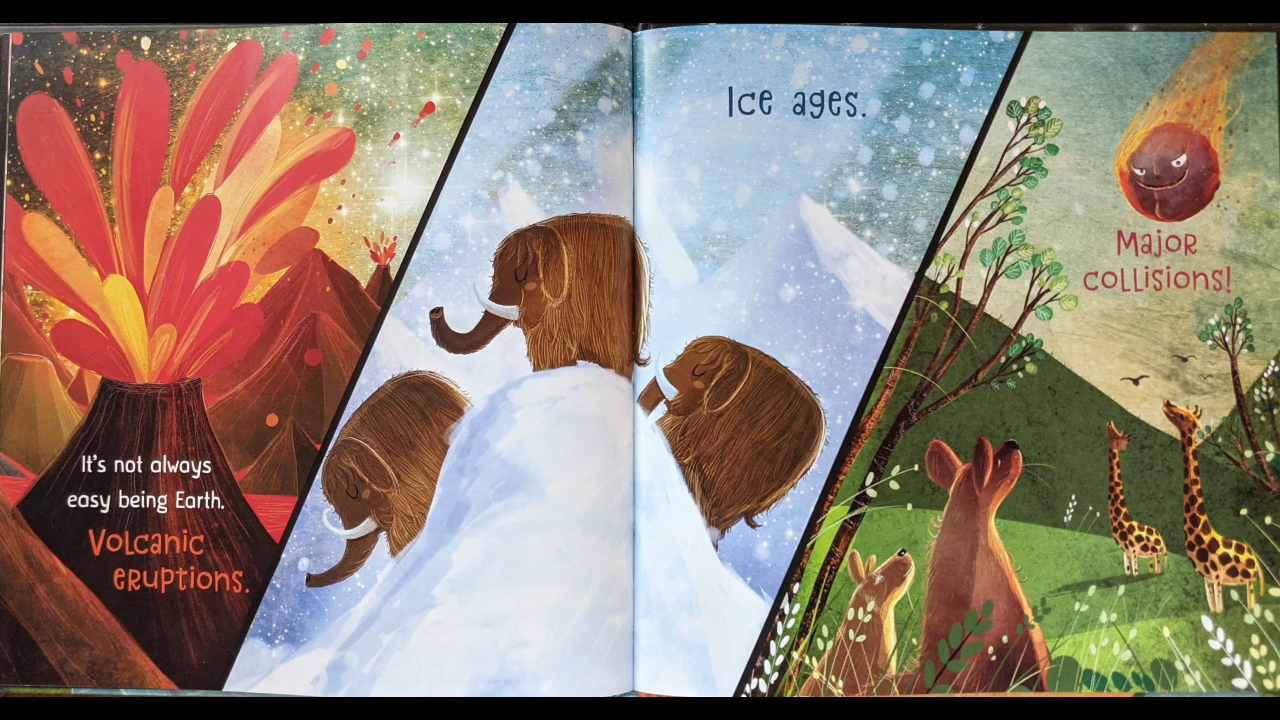 It's not always
easy being Earth.
Volcanic
eruptions.
Ice ages.
Major
collisions!